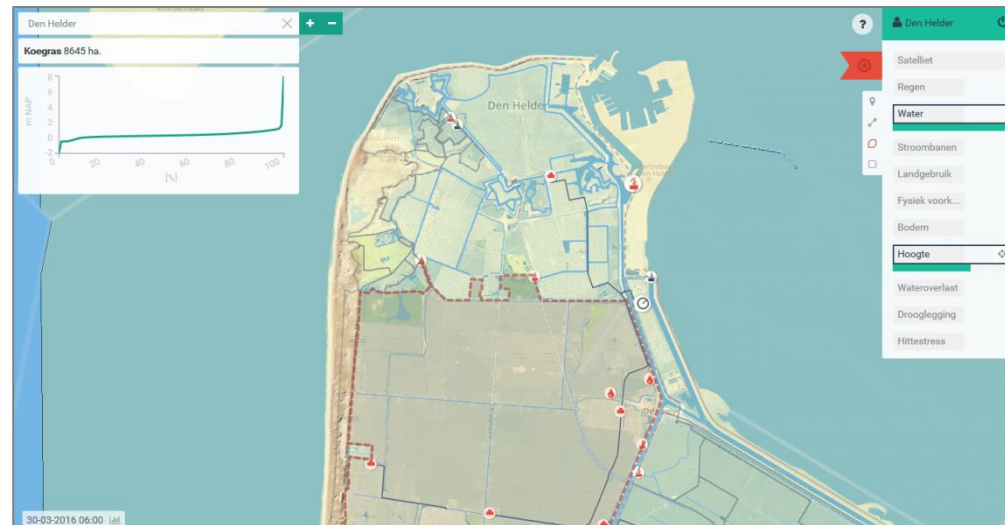 Den Helder
+ −
Koegras 8645 ha.
m NAP
8
6
4
2
0
-2
0 20 40 60 80 100
[%]
Den Helder
?
Den Helder
Satelliet
Regen
Water
Stroombanen
Landgebruik
Fysiek voork...
Bodem
Hoogte
Wateroverlast
Drooglegging
Hittestress
30-03-2016 06:00